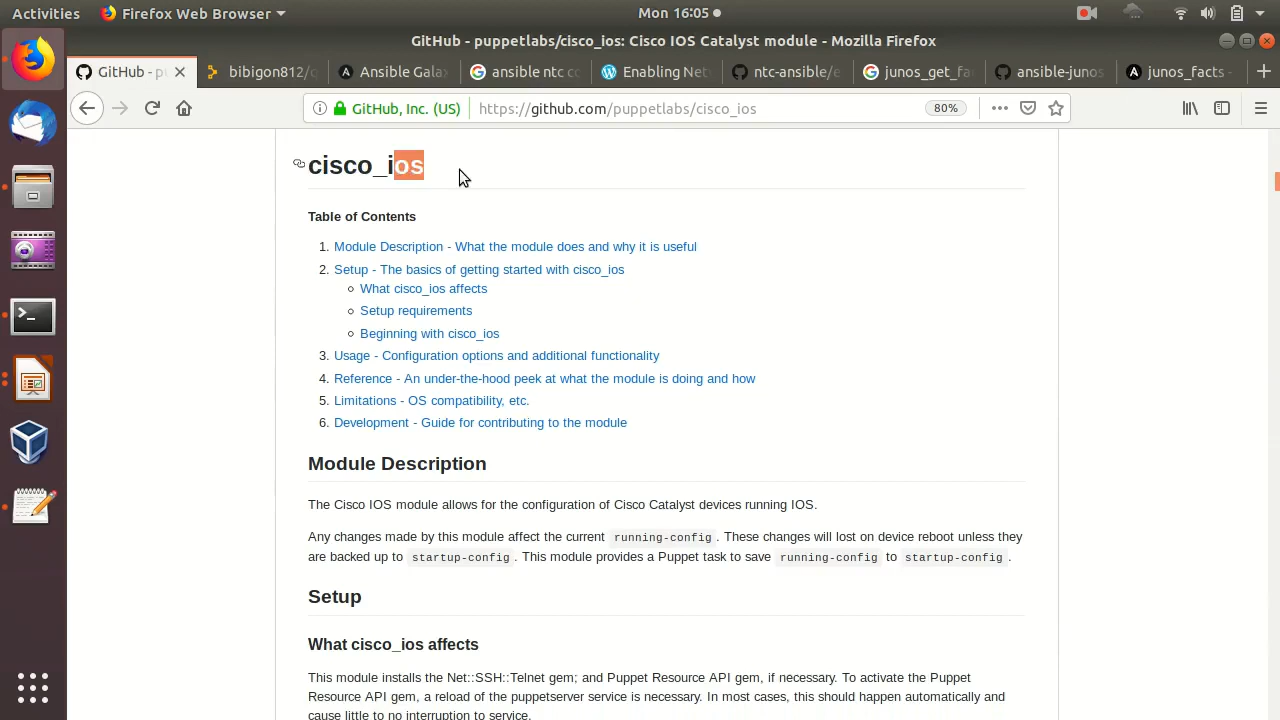 Activities
Firefox Web Browser
Mon 16:05
GitHub - puppetlabs/cisco_ios: Cisco IOS Catalyst module - Mozilla Firefox
GitHub - pu
bibigon812/q
Ansible Gala
ansible ntc co
Enabling Net
ntc-ansible/e
junos_get_fa
ansible-junos
junos_facts -
GitHub, Inc. (US)
https://github.com/puppetlabs/cisco_ios
80%
cisco_ios
Table of Contents
1. Module Description - What the module does and why it is useful
2. Setup - The basics of getting started with cisco_ios
What cisco_ios affects
Setup requirements
Beginning with cisco_ios
3. Usage - Configuration options and additional functionality
4. Reference - An under-the-hood peek at what the module is doing and how
5. Limitations - OS compatibility, etc.
6. Development - Guide for contributing to the module
Module Description
The Cisco IOS module allows for the configuration of Cisco Catalyst devices running IOS.
Any changes made by this module affect the current running-config. These changes will lost on device reboot unless they
are backed up to startup-config. This module provides a Puppet task to save running-config to startup-config.
Setup
What cisco_ios affects
This module installs the Net::SSH::Telnet gem; and Puppet Resource API gem, if necessary. To activate the Puppet
Resource API gem, a reload of the puppetserver service is necessary. In most cases, this should happen automatically and
cause little to no interruption to service.